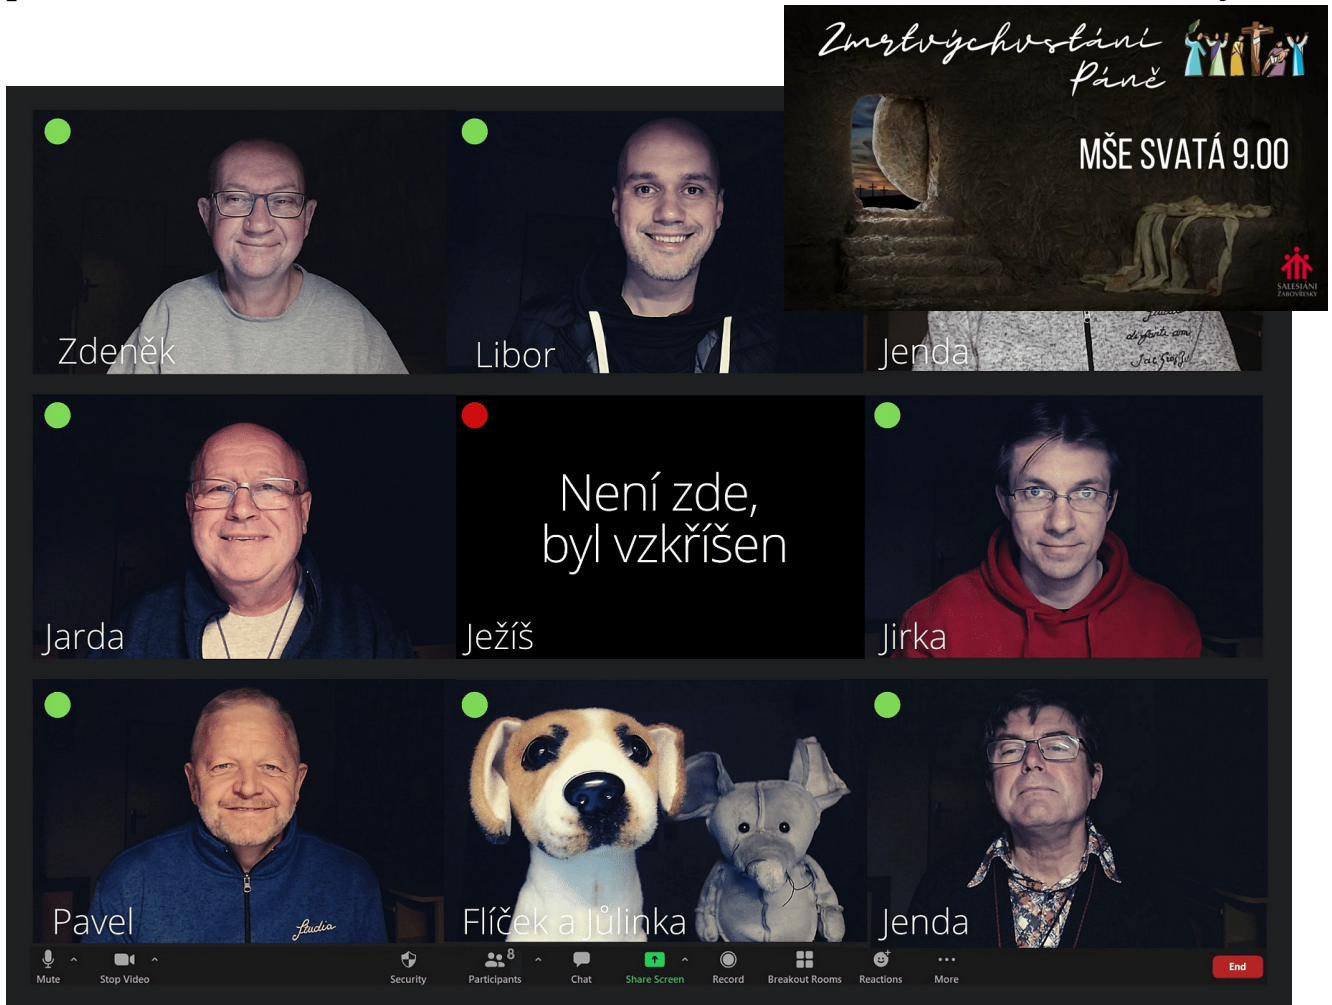 Zmrtvýchvstání
Páně
MŠE SVATÁ 9.00
SALESIÁNI
ŽABOVŘESKY
Zdeněk
Libor
Jenda
Není zde,
byl vzkříšen
Jarda
Ježíš
Jirka
Studio
Pavel
Flíček a Jůlinka
Jenda
8
Mute
Stop Video
Security
Participants
Chat
Share Screen
Record
Breakout Rooms
Reactions
More
End